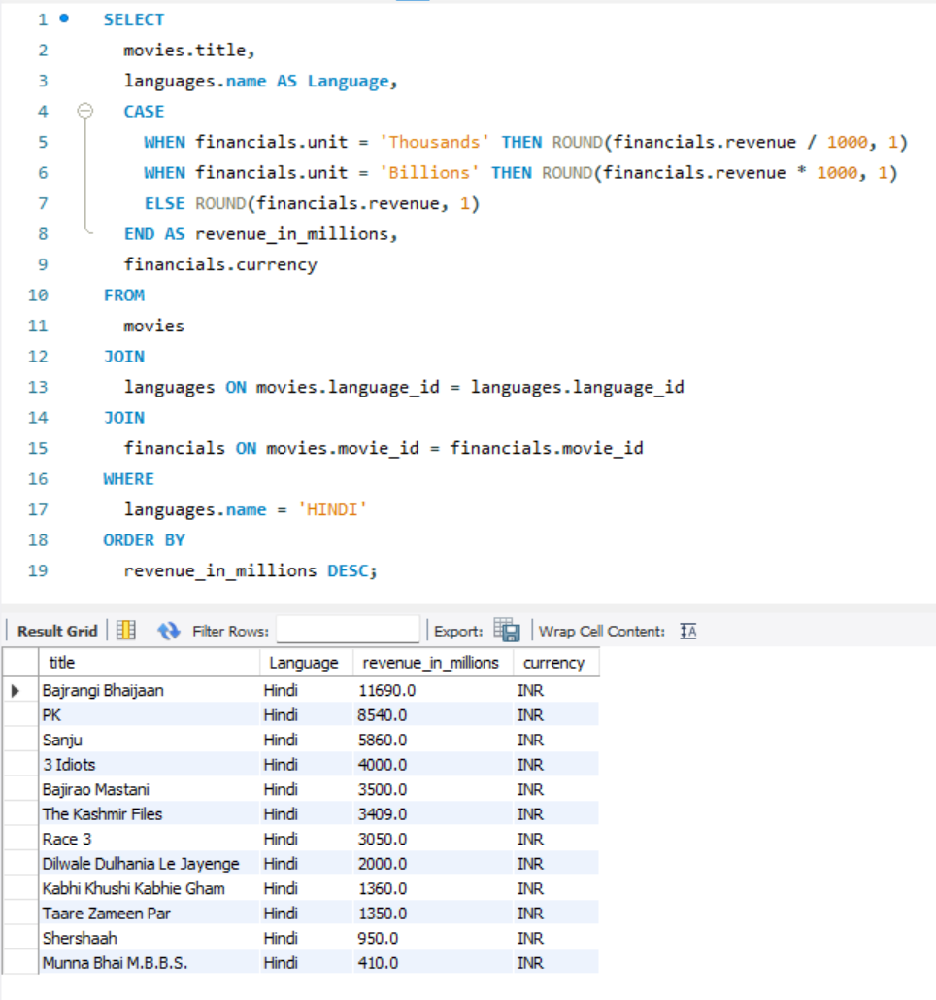 1 SELECT
2 movies.title,
3 languages.name AS Language,
4 CASE
5 WHEN financials.unit = 'Thousands' THEN ROUND(financials.revenue / 1000, 1)
6 WHEN financials.unit = 'Billions' THEN ROUND(financials.revenue * 1000, 1)
7 ELSE ROUND(financials.revenue, 1)
8 END AS revenue_in_millions,
9 financials.currency
10 FROM
11 movies
12 JOIN
13 languages ON movies.language_id = languages.language_id
14 JOIN
15 financials ON movies.movie_id = financials.movie_id
16 WHERE
17 languages.name = 'HINDI'
18 ORDER BY
19 revenue_in_millions DESC;
Result Grid Filter Rows: Export: Wrap Cell Content: IA
title Language revenue_in_millions currency
Bajrangi Bhaijaan Hindi 11690.0 INR
PK Hindi 8540.0 INR
Sanju Hindi 5860.0 INR
3 Idiots Hindi 4000.0 INR
Bajirao Mastani Hindi 3500.0 INR
The Kashmir Files Hindi 3409.0 INR
Race 3 Hindi 3050.0 INR
Dilwale Dulhania Le Jayenge Hindi 2000.0 INR
Kabhi Khushi Kabhie Gham Hindi 1360.0 INR
Taare Zameen Par Hindi 1350.0 INR
Shershaah Hindi 950.0 INR
Munna Bhai M.B.B.S. Hindi 410.0 INR